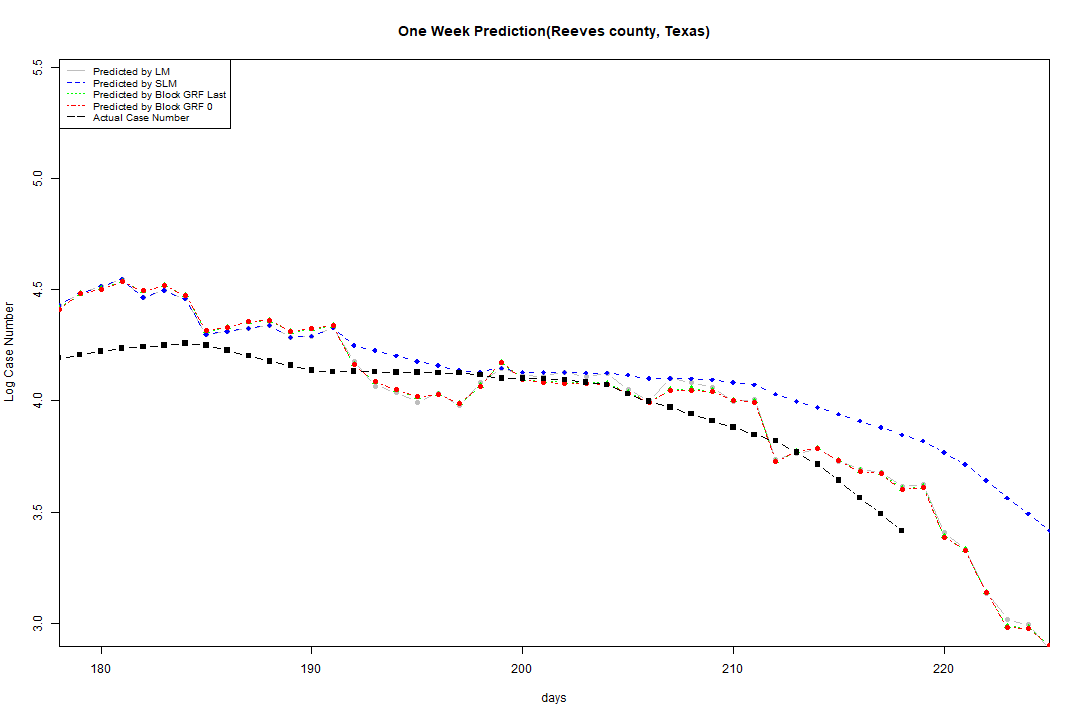 One Week Prediction(Reeves county, Texas)
5.5
5.0
4.5
4.0
3.5
3.0
Log Case Number
Predicted by LM
Predicted by SLM
Predicted by Block GRF Last
Predicted by Block GRF 0
Actual Case Number
180
190
200
210
220
days